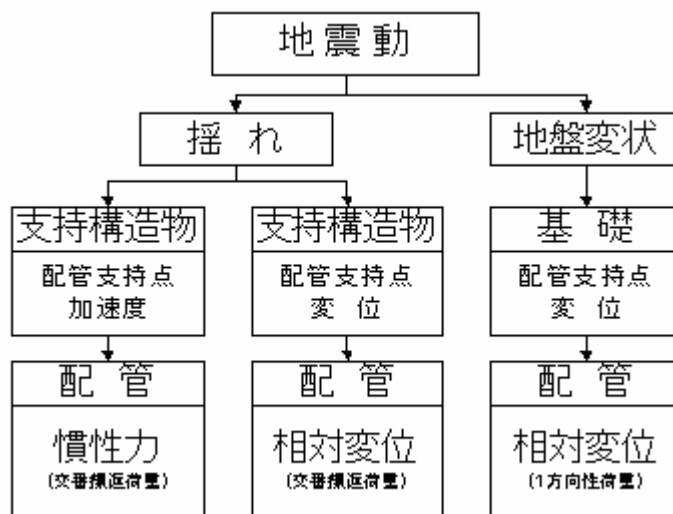 地震動
揺れ
地盤変状
支持構造物
配管支持点
加速度
支持構造物
配管支持点
変位
基礎
配管支持点
変位
配管
慣性力
(交番繰返荷重)
配管
相対変位
(交番繰返荷重)
配管
相対変位
(1方向性荷重)